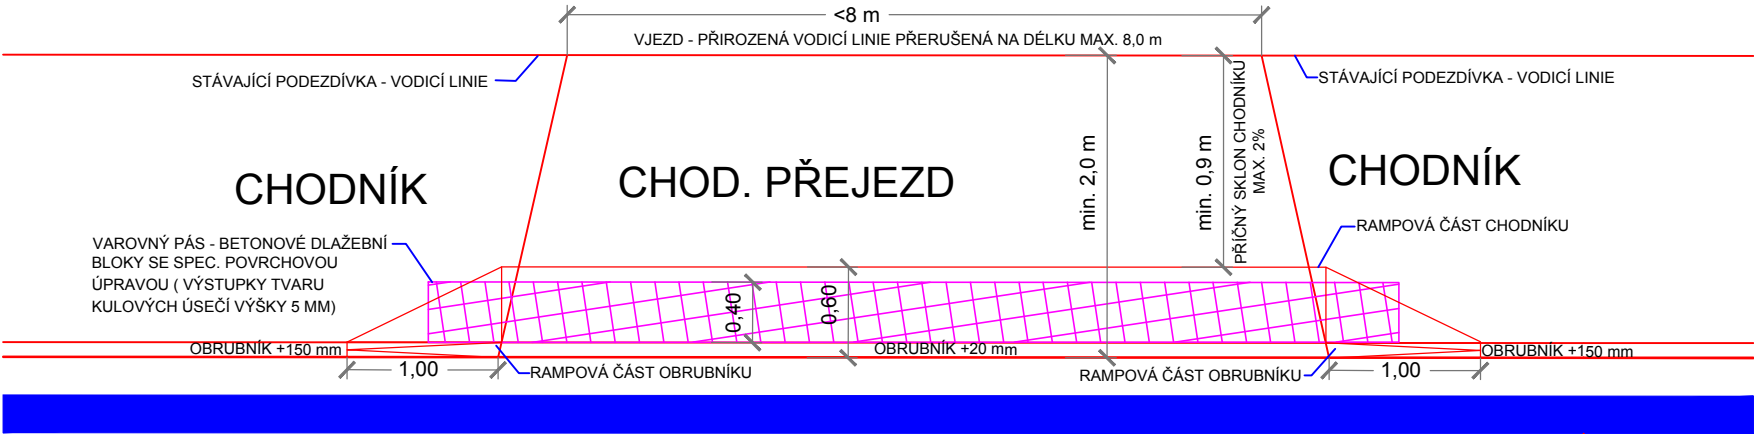 <8 m
VJEZD - PŘIROZENÁ VODICÍ LINIE PŘERUŠENÁ NA DÉLKU MAX. 8,0 m
STÁVAJÍCÍ PODEZDÍVKA - VODICÍ LINIE
STÁVAJÍCÍ PODEZDÍVKA - VODICÍ LINIE
CHODNÍK
CHOD. PŘEJEZD
min. 2,0 m
min. 0,9 m
PŘÍČNÝ SKLON CHODNÍKU
MAX. 2%
CHODNÍK
VAROVNÝ PÁS - BETONOVÉ DLAŽEBNÍ
BLOKY SE SPEC. POVRCHOVOU
ÚPRAVOU ( VÝSTUPKY TVARU
KULOVÝCH ÚSEČÍ VÝŠKY 5 MM)
RAMPOVÁ ČÁST CHODNÍKU
0,40
0,60
OBRUBNÍK +150 mm
OBRUBNÍK +20 mm
OBRUBNÍK +150 mm
1,00
RAMPOVÁ ČÁST OBRUBNÍKU
RAMPOVÁ ČÁST OBRUBNÍKU
1,00